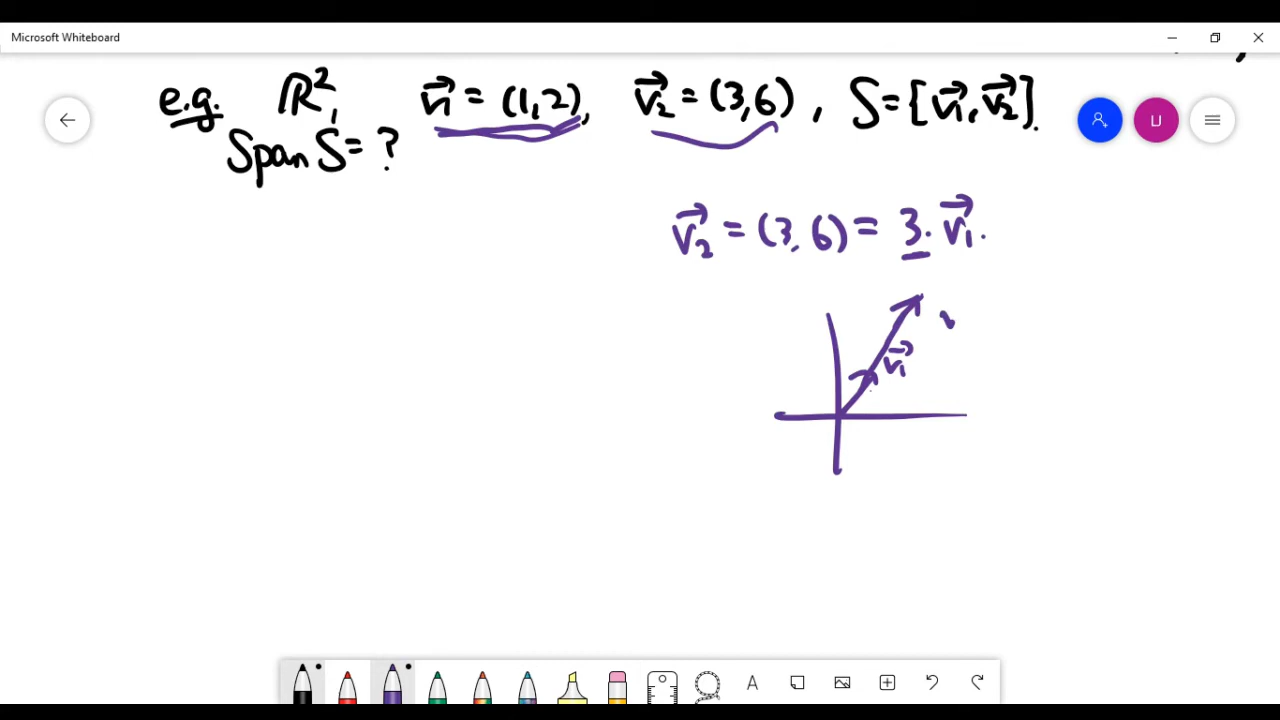 Microsoft Whiteboard
e.g. ℝ², v⃗₁ = (1,2), v⃗₂ = (3,6), S = [v⃗₁, v⃗₂].
Span S = ?
v⃗₂ = (3,6) = 3 · v⃗₁.
v⃗₁
U
A